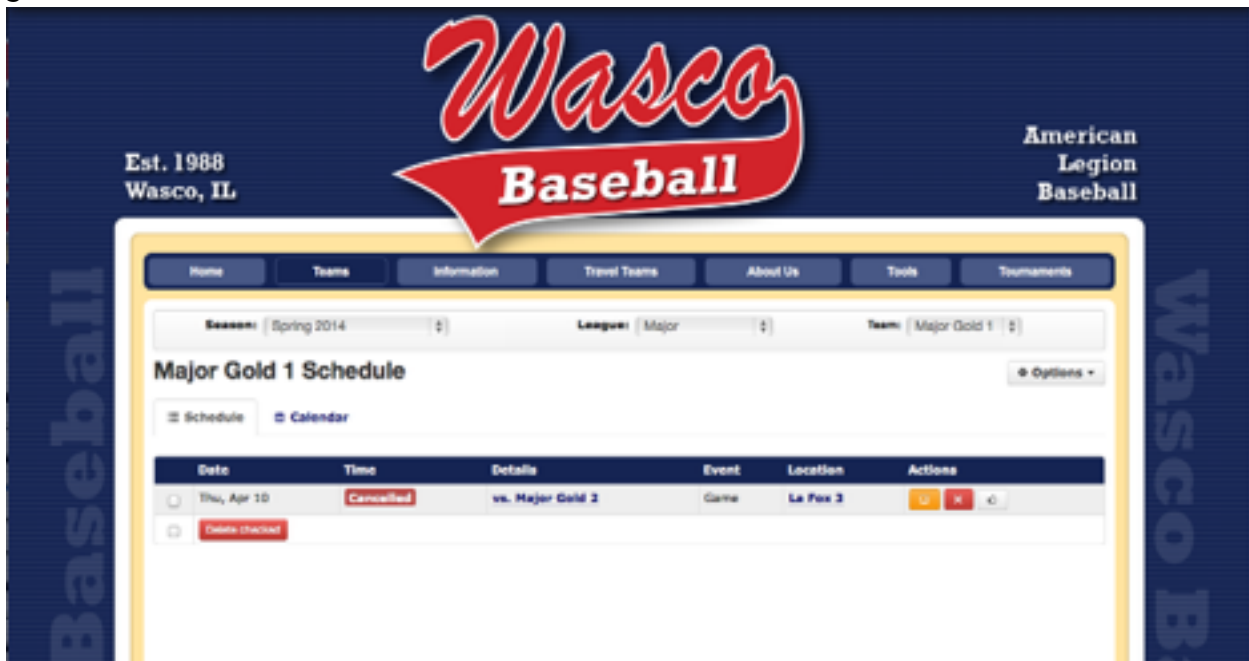 g
Wasco
Baseball
Est. 1988
Wasco, IL
American
Legion
Baseball
Home Teams Information Travel Teams About Us Tools Tournaments
Season: Spring 2014 League: Major Team: Major Gold 1
Major Gold 1 Schedule
Options
Schedule Calendar
Date Time Details Event Location Actions
Thu, Apr 10 Cancelled vs. Major Gold 2 Game La Fox 3
Delete checked
Baseball
Wasco B